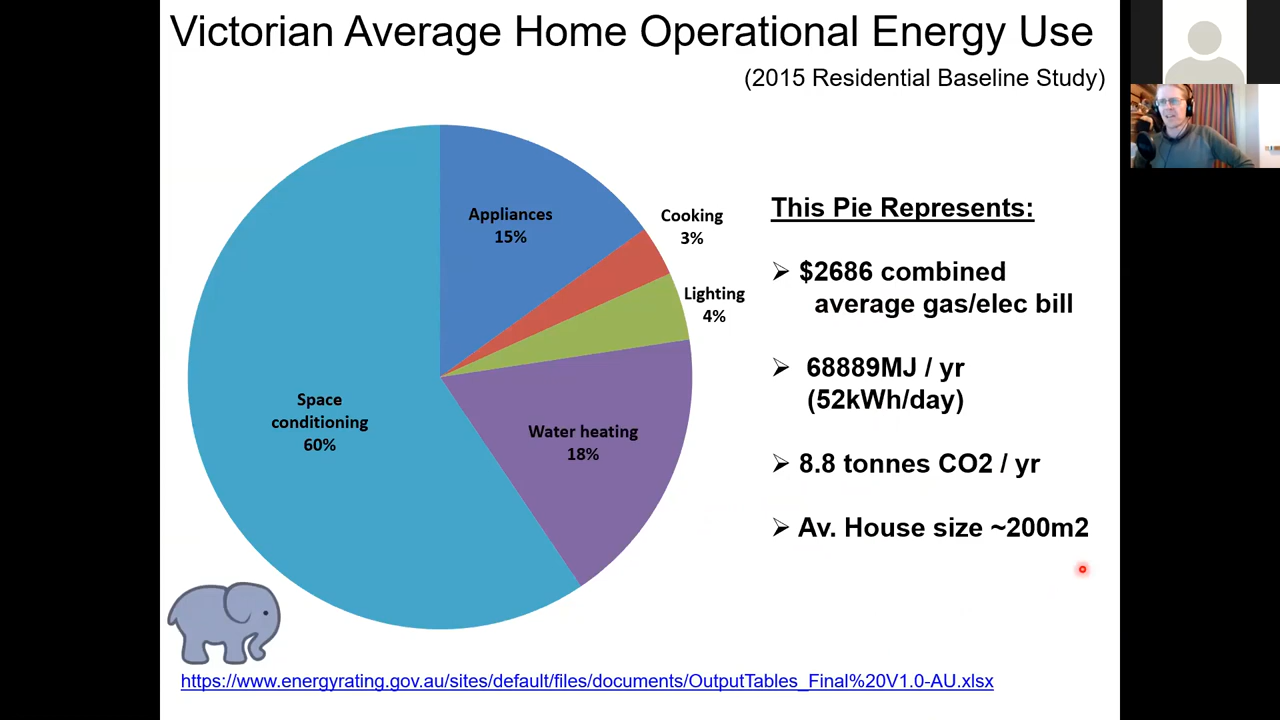 Victorian Average Home Operational Energy Use
(2015 Residential Baseline Study)
Appliances
15%
Cooking
3%
Lighting
4%
Water heating
18%
Space
conditioning
60%
This Pie Represents:
➢ $2686 combined
average gas/elec bill
➢ 68889MJ / yr
(52kWh/day)
➢ 8.8 tonnes CO2 / yr
➢ Av. House size ~200m2
https://www.energyrating.gov.au/sites/default/files/documents/OutputTables_Final%20V1.0-AU.xlsx